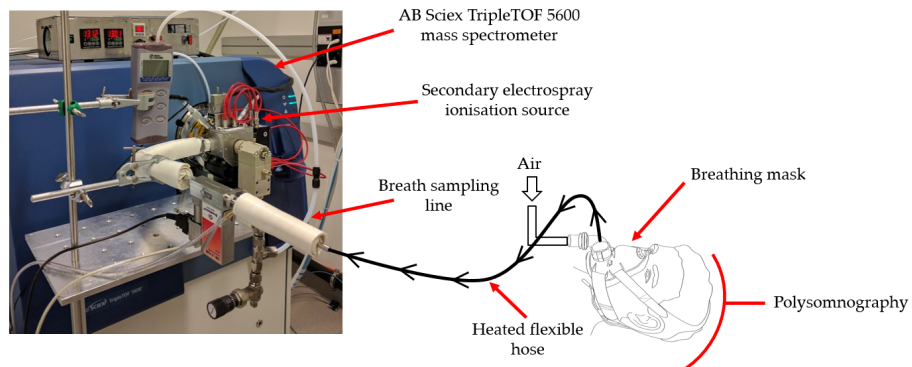 AB Sciex TripleTOF 5600
mass spectrometer
Secondary electrospray
ionisation source
Air
Breathing mask
Breath sampling
line
Polysomnography
Heated flexible
hose